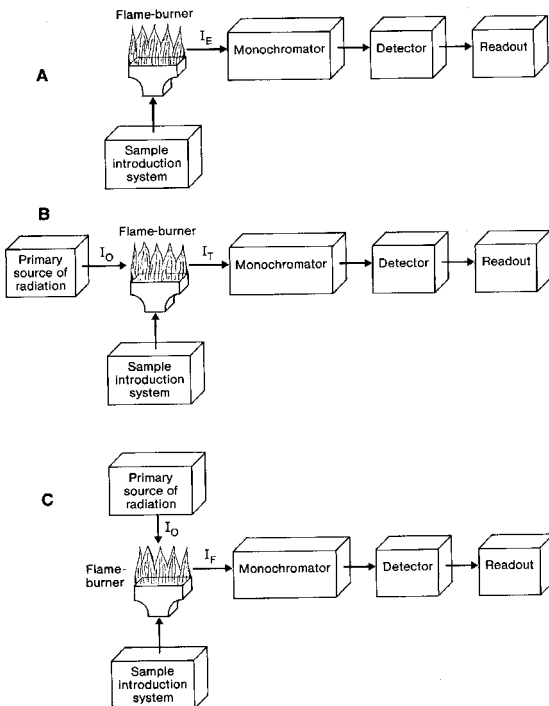 Flame-burner
I_E
Monochromator
Detector
Readout
A
Sample
introduction
system
B
Flame-burner
Primary
source of
radiation
I_O
I_T
Monochromator
Detector
Readout
Sample
introduction
system
Primary
source of
radiation
C
I_O
Flame-
burner
I_F
Monochromator
Detector
Readout
Sample
introduction
system